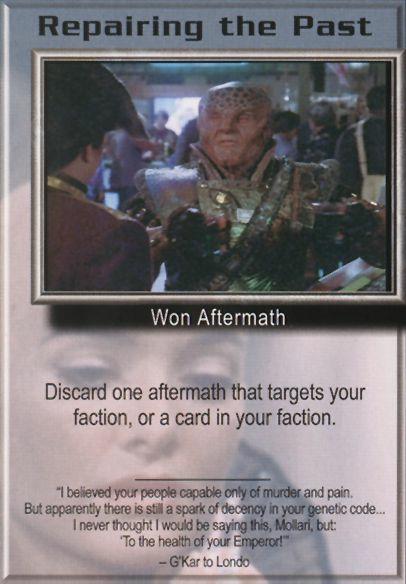 Repairing the Past
Won Aftermath
Discard one aftermath that targets your
faction, or a card in your faction.
“I believed your people capable only of murder and pain.
But apparently there is still a spark of decency in your genetic code...
I never thought I would be saying this, Mollari, but:
‘To the health of your Emperor!’”
– G'Kar to Londo